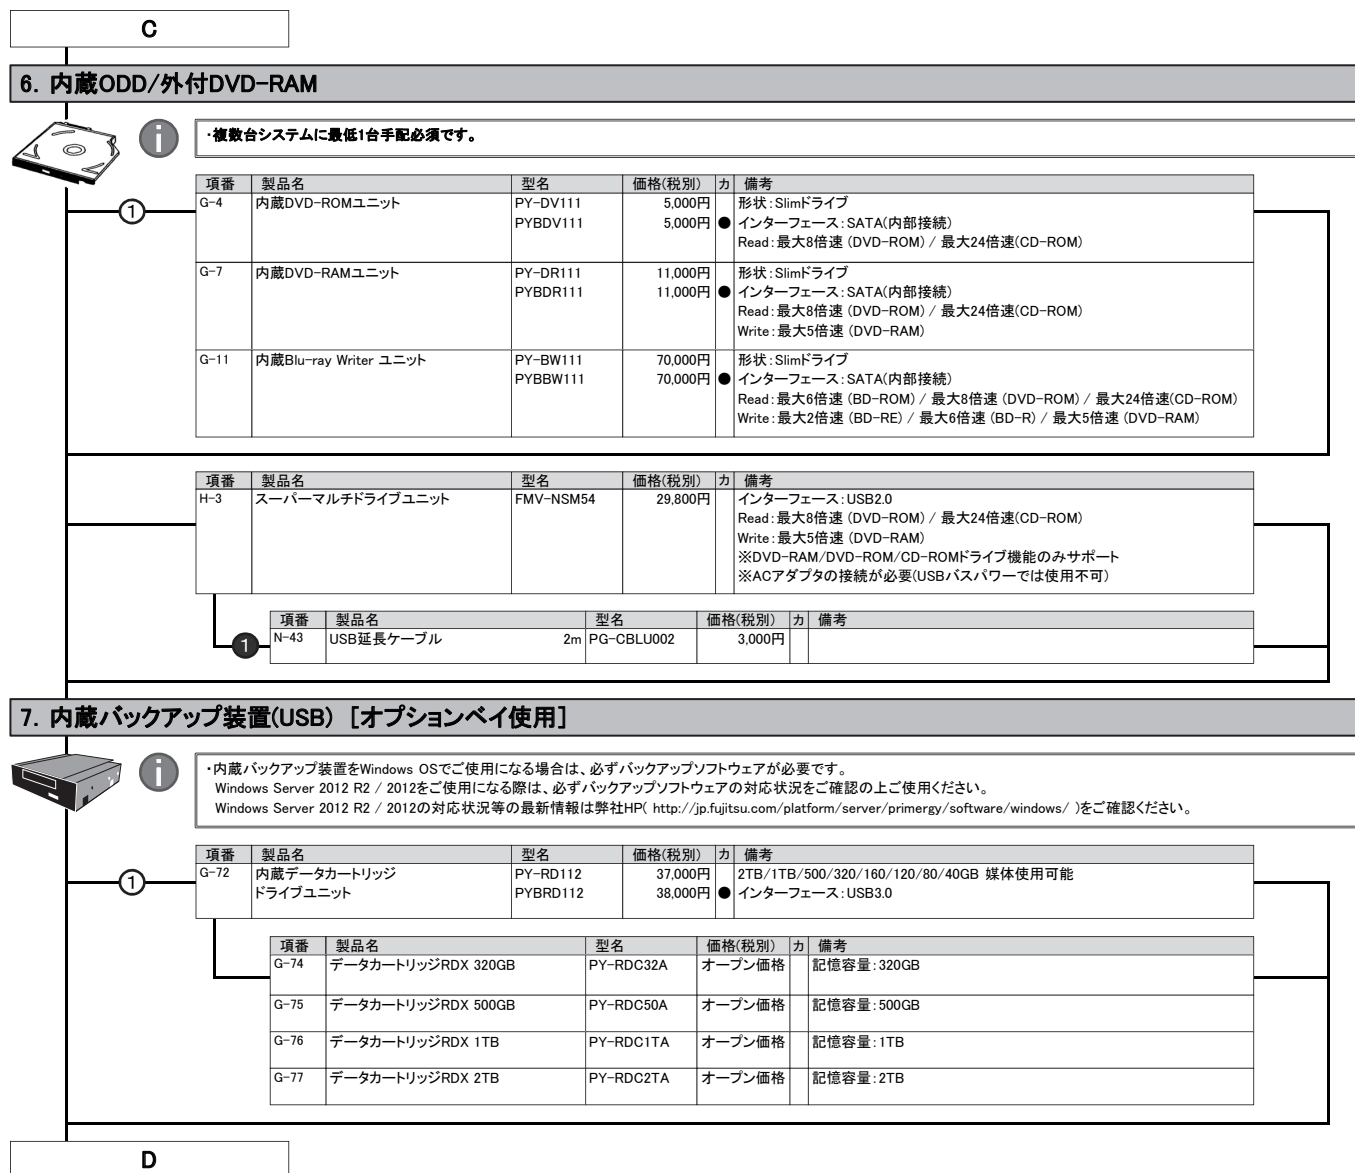 C
6. 内蔵ODD/外付DVD-RAM
i
・複数台システムに最低1台手配必須です。
項番 製品名 型名 価格(税別) カ 備考
① G-4 内蔵DVD-ROMユニット PY-DV111 5,000円 形状:Slimドライブ
PYBDV111 5,000円 ● インターフェース:SATA(内部接続)
Read:最大8倍速 (DVD-ROM) / 最大24倍速(CD-ROM)
G-7 内蔵DVD-RAMユニット PY-DR111 11,000円 形状:Slimドライブ
PYBDR111 11,000円 ● インターフェース:SATA(内部接続)
Read:最大8倍速 (DVD-ROM) / 最大24倍速(CD-ROM)
Write:最大5倍速 (DVD-RAM)
G-11 内蔵Blu-ray Writer ユニット PY-BW111 70,000円 形状:Slimドライブ
PYBBW111 70,000円 ● インターフェース:SATA(内部接続)
Read:最大6倍速 (BD-ROM) / 最大8倍速 (DVD-ROM) / 最大24倍速(CD-ROM)
Write:最大2倍速 (BD-RE) / 最大6倍速 (BD-R) / 最大5倍速 (DVD-RAM)
項番 製品名 型名 価格(税別) カ 備考
H-3 スーパーマルチドライブユニット FMV-NSM54 29,800円 インターフェース:USB2.0
Read:最大8倍速 (DVD-ROM) / 最大24倍速(CD-ROM)
Write:最大5倍速 (DVD-RAM)
※DVD-RAM/DVD-ROM/CD-ROMドライブ機能のみサポート
※ACアダプタの接続が必要(USBバスパワーでは使用不可)
項番 製品名 型名 価格(税別) カ 備考
❶ N-43 USB延長ケーブル 2m PG-CBLU002 3,000円
7. 内蔵バックアップ装置(USB) [オプションベイ使用]
i
・内蔵バックアップ装置をWindows OSでご使用になる場合は、必ずバックアップソフトウェアが必要です。
Windows Server 2012 R2 / 2012をご使用になる際は、必ずバックアップソフトウェアの対応状況をご確認の上ご使用ください。
Windows Server 2012 R2 / 2012の対応状況等の最新情報は弊社HP( http://jp.fujitsu.com/platform/server/primergy/software/windows/ )をご確認ください。
項番 製品名 型名 価格(税別) カ 備考
① G-72 内蔵データカートリッジ PY-RD112 37,000円 2TB/1TB/500/320/160/120/80/40GB 媒体使用可能
ドライブユニット PYBRD112 38,000円 ● インターフェース:USB3.0
項番 製品名 型名 価格(税別) カ 備考
G-74 データカートリッジRDX 320GB PY-RDC32A オープン価格 記憶容量:320GB
G-75 データカートリッジRDX 500GB PY-RDC50A オープン価格 記憶容量:500GB
G-76 データカートリッジRDX 1TB PY-RDC1TA オープン価格 記憶容量:1TB
G-77 データカートリッジRDX 2TB PY-RDC2TA オープン価格 記憶容量:2TB
D